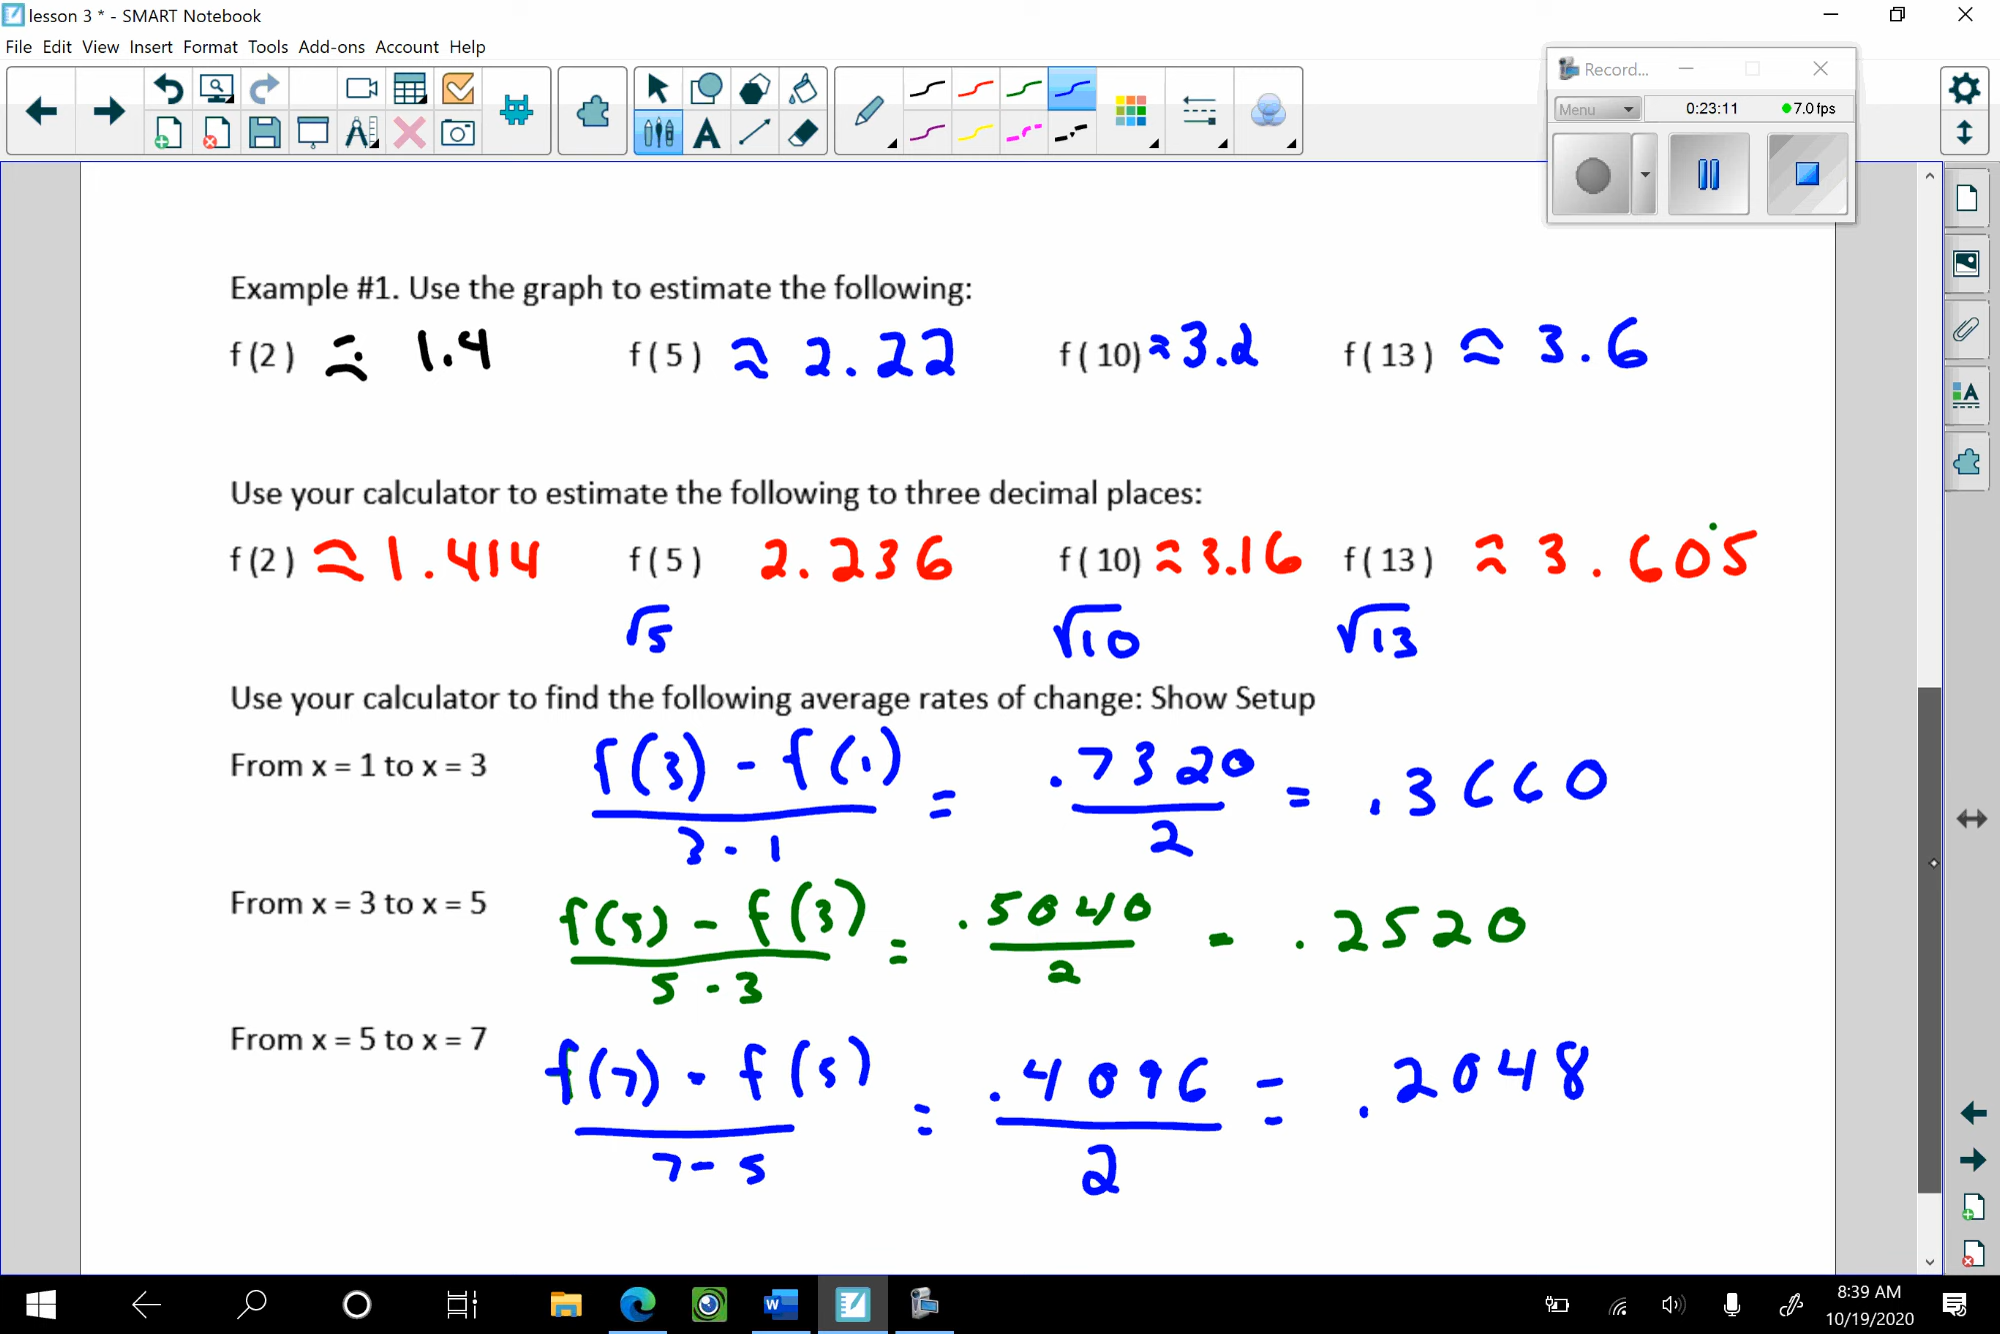 lesson 3 * - SMART Notebook
File Edit View Insert Format Tools Add-ons Account Help
Record...
Menu 0:23:11 7.0 fps
Example #1. Use the graph to estimate the following:
f (2 ) ≈ 1.4 f ( 5 ) ≈ 2.22 f ( 10) ≈ 3.2 f ( 13 ) ≈ 3.6
Use your calculator to estimate the following to three decimal places:
f (2 ) ≈ 1.414 f ( 5 ) 2.236 f ( 10) ≈ 3.16 f ( 13 ) ≈ 3.605
√5 √10 √13
Use your calculator to find the following average rates of change: Show Setup
f(3) - f(1) .7320
From x = 1 to x = 3 = = .3660
3 - 1 2
f(5) - f(3) .5040
From x = 3 to x = 5 = - .2520
5 - 3 2
From x = 5 to x = 7
f(7) - f(5) .4096
= = .2048
7 - 5 2
8:39 AM
10/19/2020